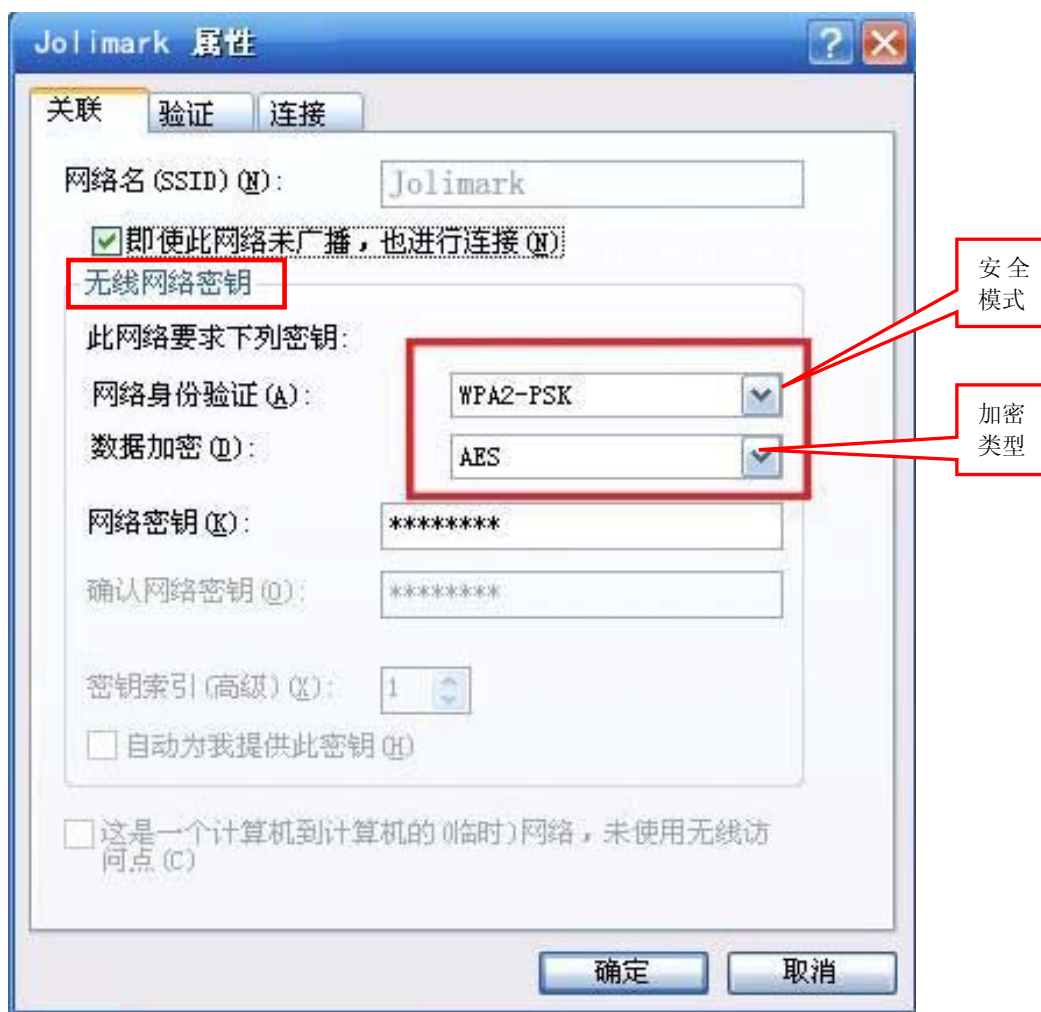 Jolimark 属性
关联 验证 连接
网络名(SSID)(N): Jolimark
即使此网络未广播，也进行连接(N)
无线网络密钥
此网络要求下列密钥:
网络身份验证(A): WPA2-PSK
数据加密(D): AES
网络密钥(K): ********
确认网络密钥(O): ********
密钥索引(高级)(X): 1
自动为我提供此密钥(H)
这是一个计算机到计算机的(临时)网络，未使用无线访
问点(C)
确定 取消
安全
模式
加密
类型